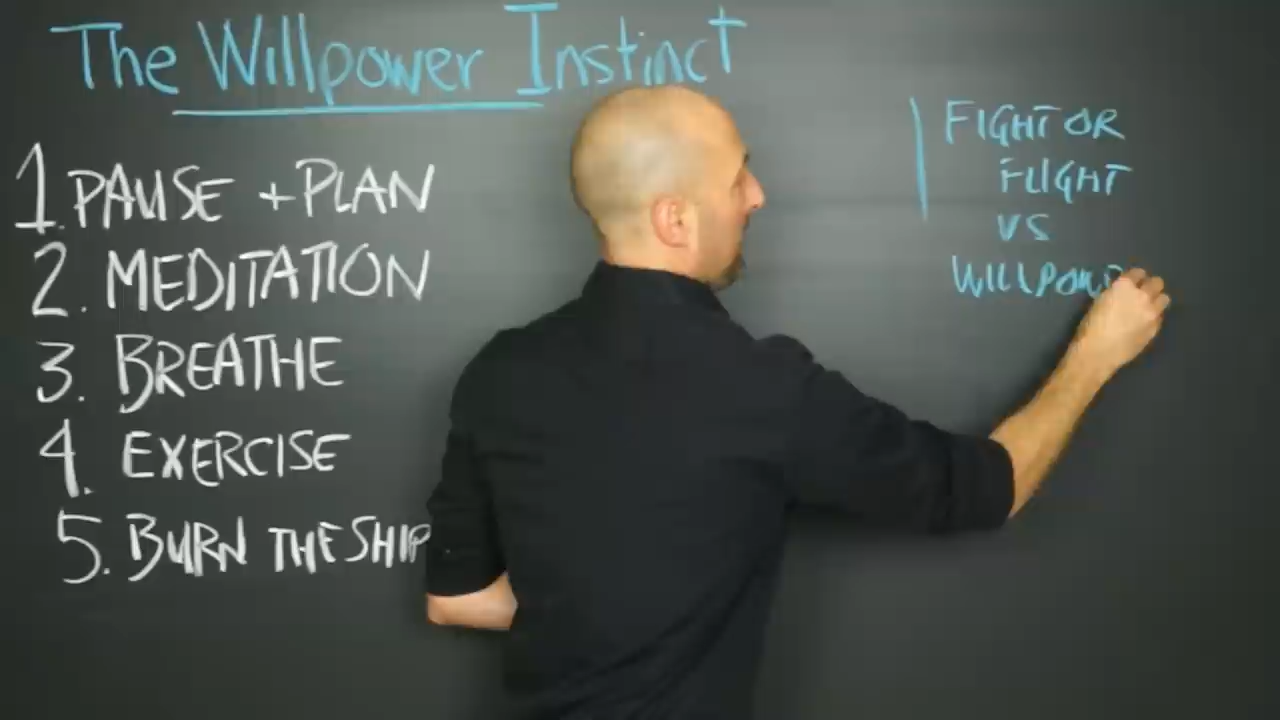 The Willpower Instinct
1. PAUSE + PLAN
2. MEDITATION
3. BREATHE
4. EXERCISE
5. BURN THE SHIP
FIGHT OR
FLIGHT
VS